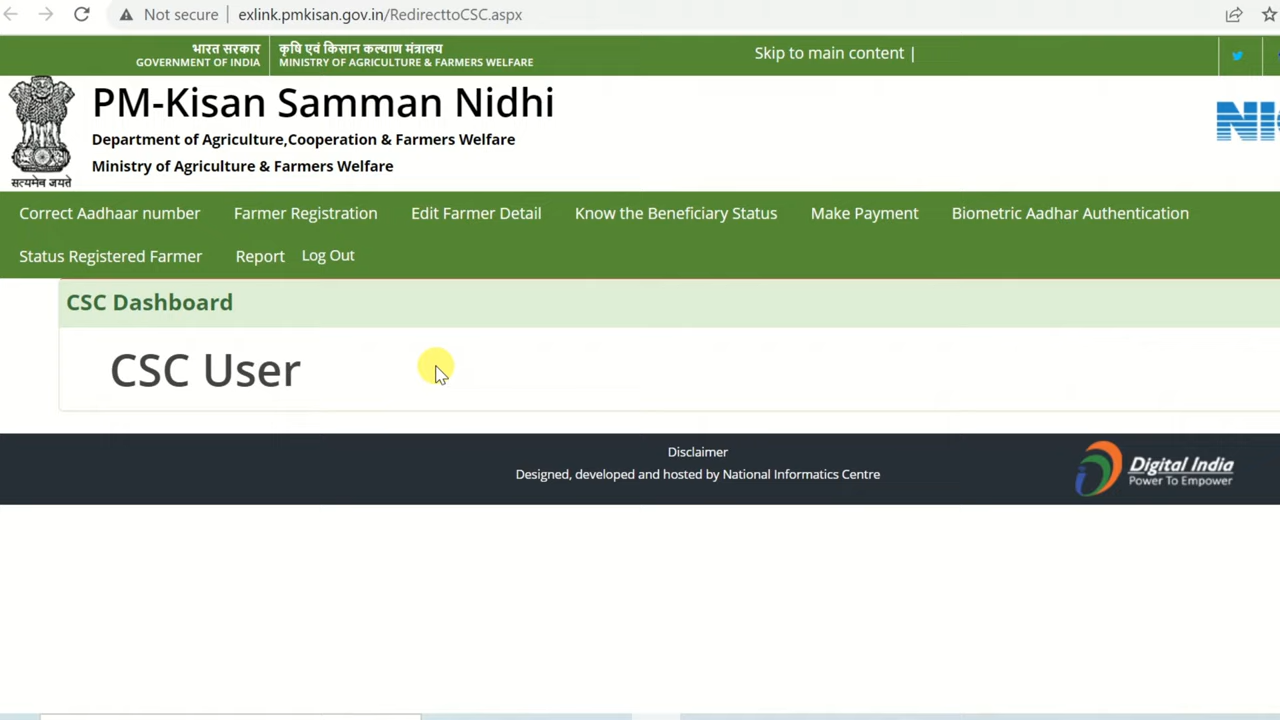 Not secure exlink.pmkisan.gov.in/RedirecttoCSC.aspx
भारत सरकार कृषि एवं किसान कल्याण मंत्रालय Skip to main content |
GOVERNMENT OF INDIA MINISTRY OF AGRICULTURE & FARMERS WELFARE
PM-Kisan Samman Nidhi
Department of Agriculture,Cooperation & Farmers Welfare
Ministry of Agriculture & Farmers Welfare
सत्यमेव जयते
Correct Aadhaar number Farmer Registration Edit Farmer Detail Know the Beneficiary Status Make Payment Biometric Aadhar Authentication
Status Registered Farmer Report Log Out
CSC Dashboard
CSC User
Disclaimer
Designed, developed and hosted by National Informatics Centre
Digital India
Power To Empower